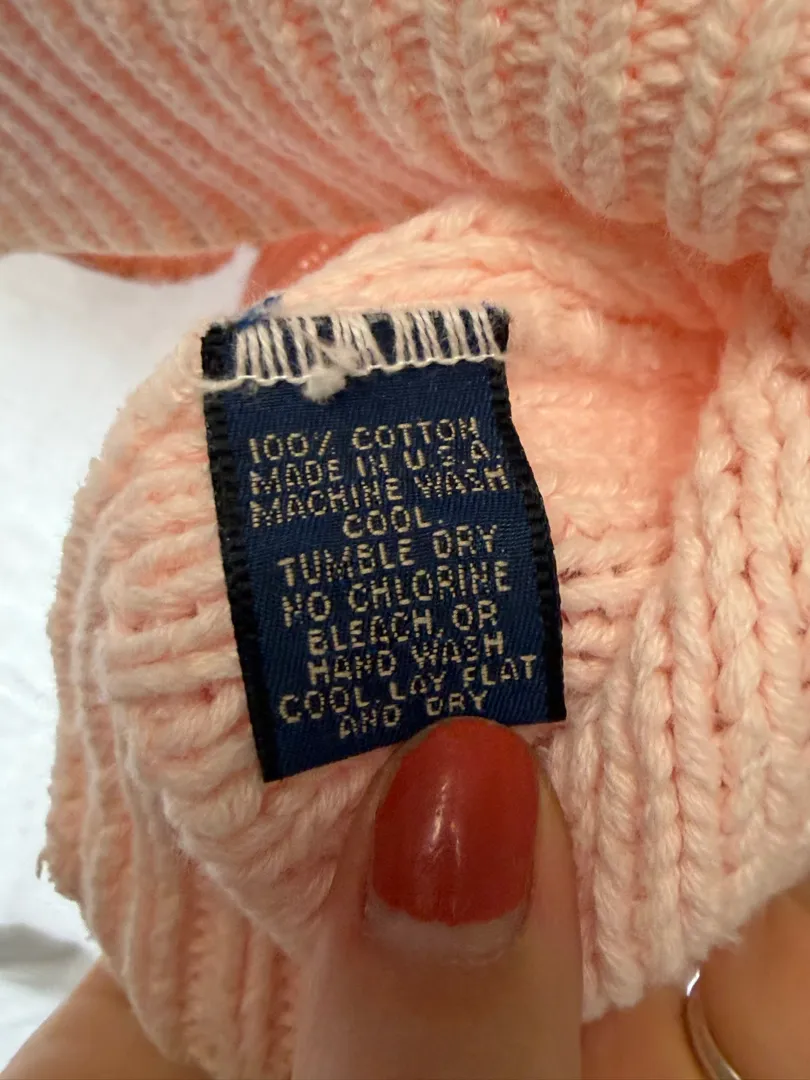 100% COTTON
MADE IN U.S.A.
MACHINE WASH
COOL.
TUMBLE DRY
NO CHLORINE
BLEACH, OR
HAND WASH
COOL, LAY FLAT
AND DRY